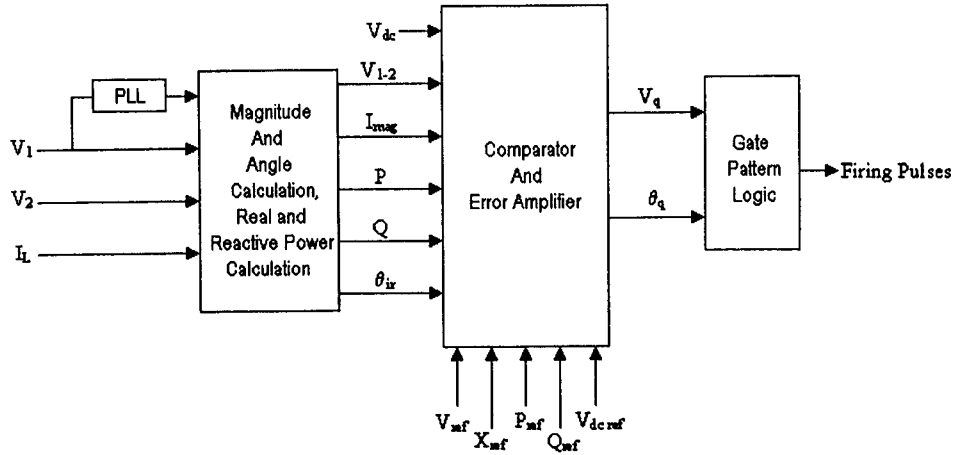 V1
V2
IL
PLL
Magnitude
And
Angle
Calculation,
Real and
Reactive Power
Calculation
Vdc
V1-2
Imag
P
Q
θir
Comparator
And
Error Amplifier
Vref
Xref
Pref
Qref
Vdc ref
Vq
θq
Gate
Pattern
Logic
Firing Pulses